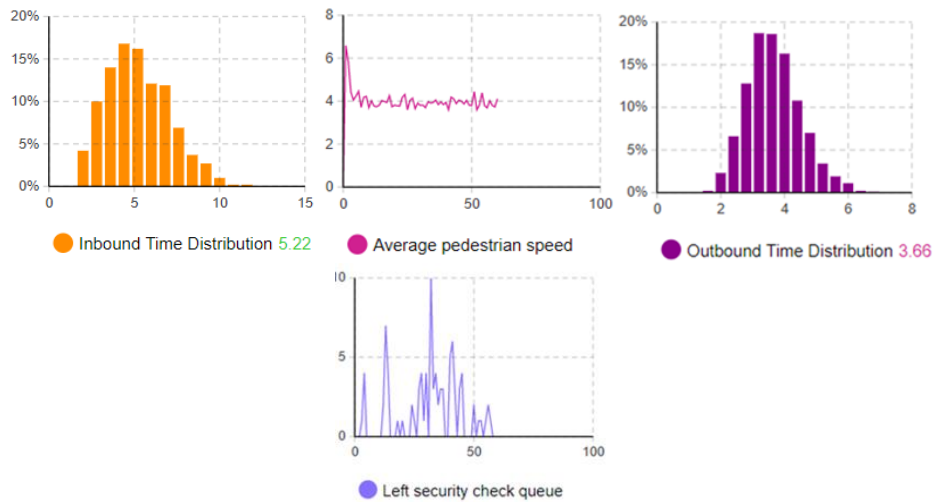 20%
15%
10%
5%
0%
0 5 10 15
Inbound Time Distribution 5.22
8
6
4
2
0
0 50 100
Average pedestrian speed
20%
15%
10%
5%
0%
0 2 4 6 8
Outbound Time Distribution 3.66
10
5
0
0 50 100
Left security check queue